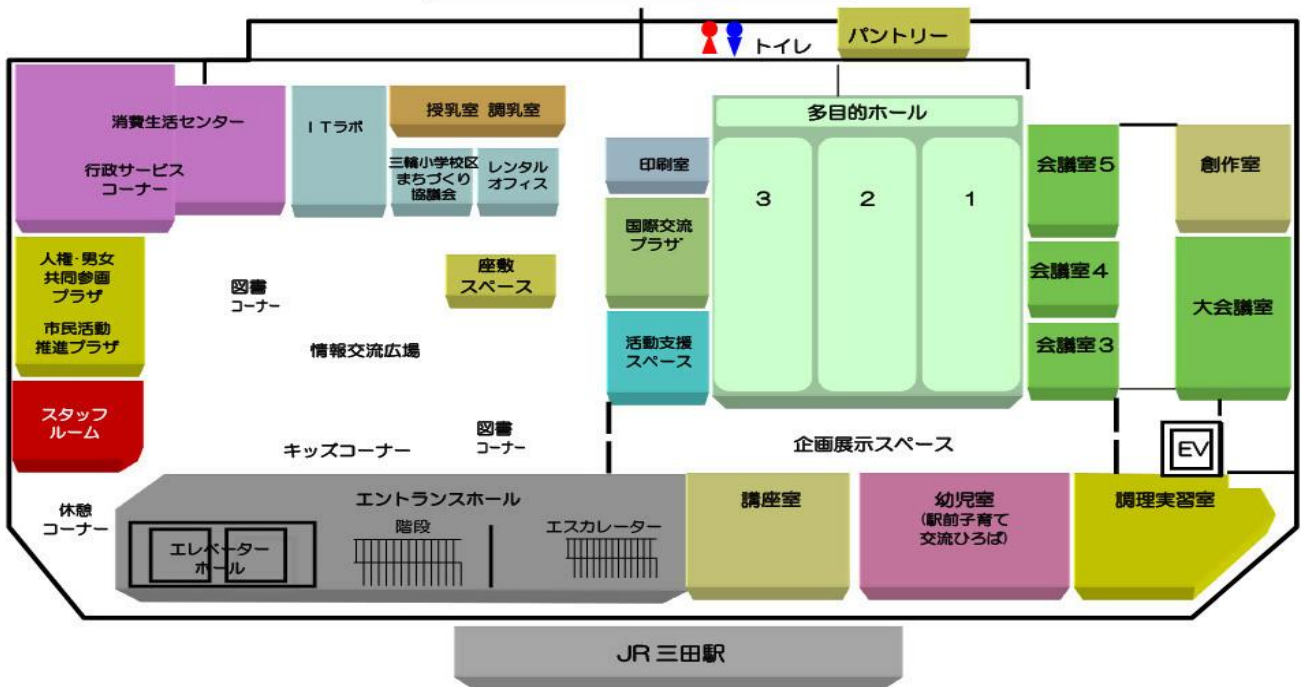 トイレ
パントリー
消費生活センター
行政サービス
コーナー
ITラボ
授乳室 調乳室
三輪小学校区
まちづくり
協議会
レンタル
オフィス
印刷室
多目的ホール
3
2
1
会議室5
創作室
人権・男女
共同参画
プラザ
市民活動
推進プラザ
図書
コーナー
座敷
スペース
国際交流
プラザ
会議室4
大会議室
情報交流広場
活動支援
スペース
会議室3
スタッフ
ルーム
キッズコーナー
図書
コーナー
企画展示スペース
EV
休憩
コーナー
エントランスホール
階段
エスカレーター
エレベーター
ホール
講座室
幼児室
(駅前子育て
交流ひろば)
調理実習室
JR三田駅